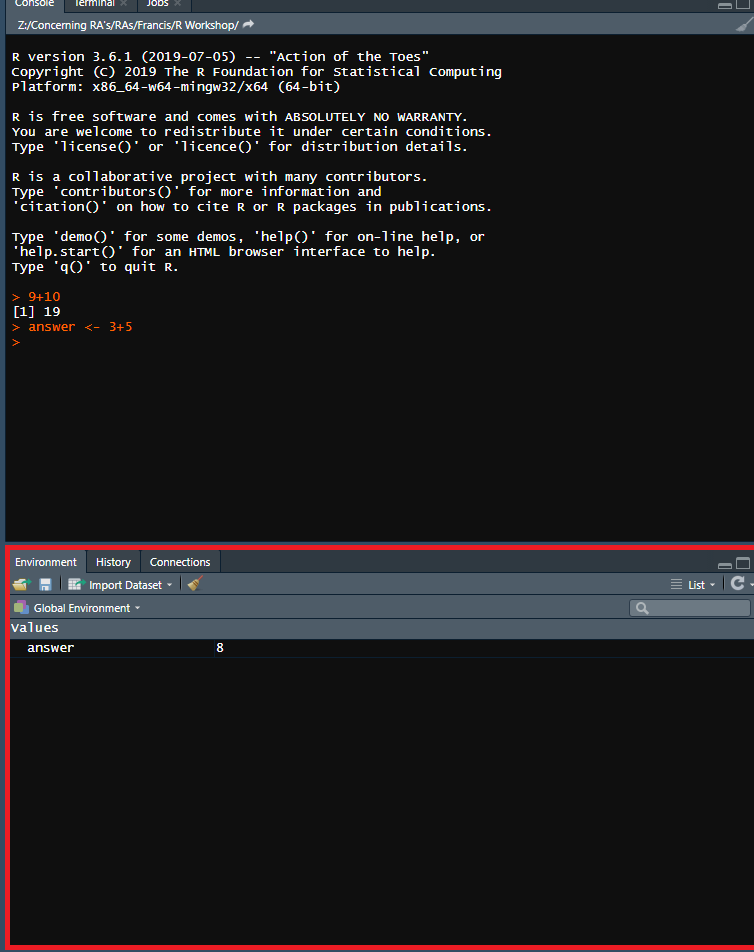 Console Terminal Jobs
Z:/Concerning RA's/RAs/Francis/R Workshop/
R version 3.6.1 (2019-07-05) -- "Action of the Toes"
Copyright (C) 2019 The R Foundation for Statistical Computing
Platform: x86_64-w64-mingw32/x64 (64-bit)
R is free software and comes with ABSOLUTELY NO WARRANTY.
You are welcome to redistribute it under certain conditions.
Type 'license()' or 'licence()' for distribution details.
R is a collaborative project with many contributors.
Type 'contributors()' for more information and
'citation()' on how to cite R or R packages in publications.
Type 'demo()' for some demos, 'help()' for on-line help, or
'help.start()' for an HTML browser interface to help.
Type 'q()' to quit R.
> 9+10
[1] 19
> answer <- 3+5
>
Environment History Connections
Import Dataset List
Global Environment
Values
answer 8